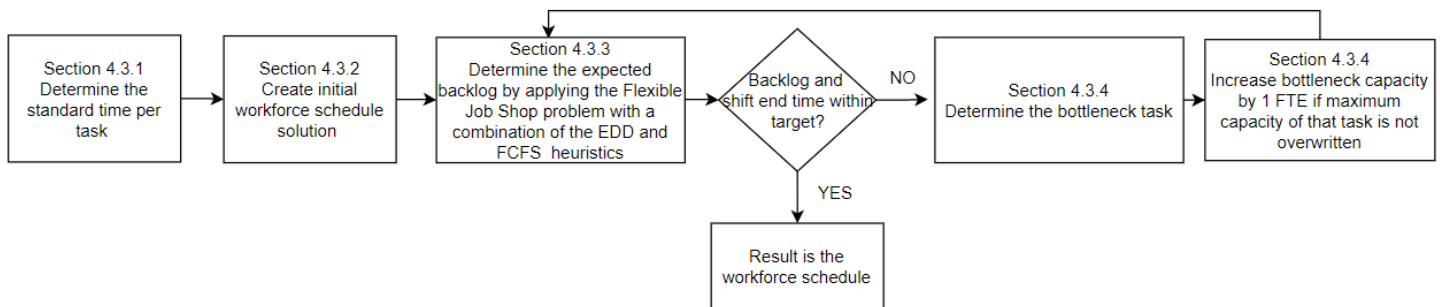 Section 4.3.1
Determine the
standard time per
task
Section 4.3.2
Create initial
workforce schedule
solution
Section 4.3.3
Determine the expected
backlog by applying the Flexible
Job Shop problem with a
combination of the EDD and
FCFS heuristics
Backlog and
shift end time within
target?
NO
Section 4.3.4
Determine the bottleneck task
Section 4.3.4
Increase bottleneck capacity
by 1 FTE if maximum
capacity of that task is not
overwritten
YES
Result is the
workforce schedule